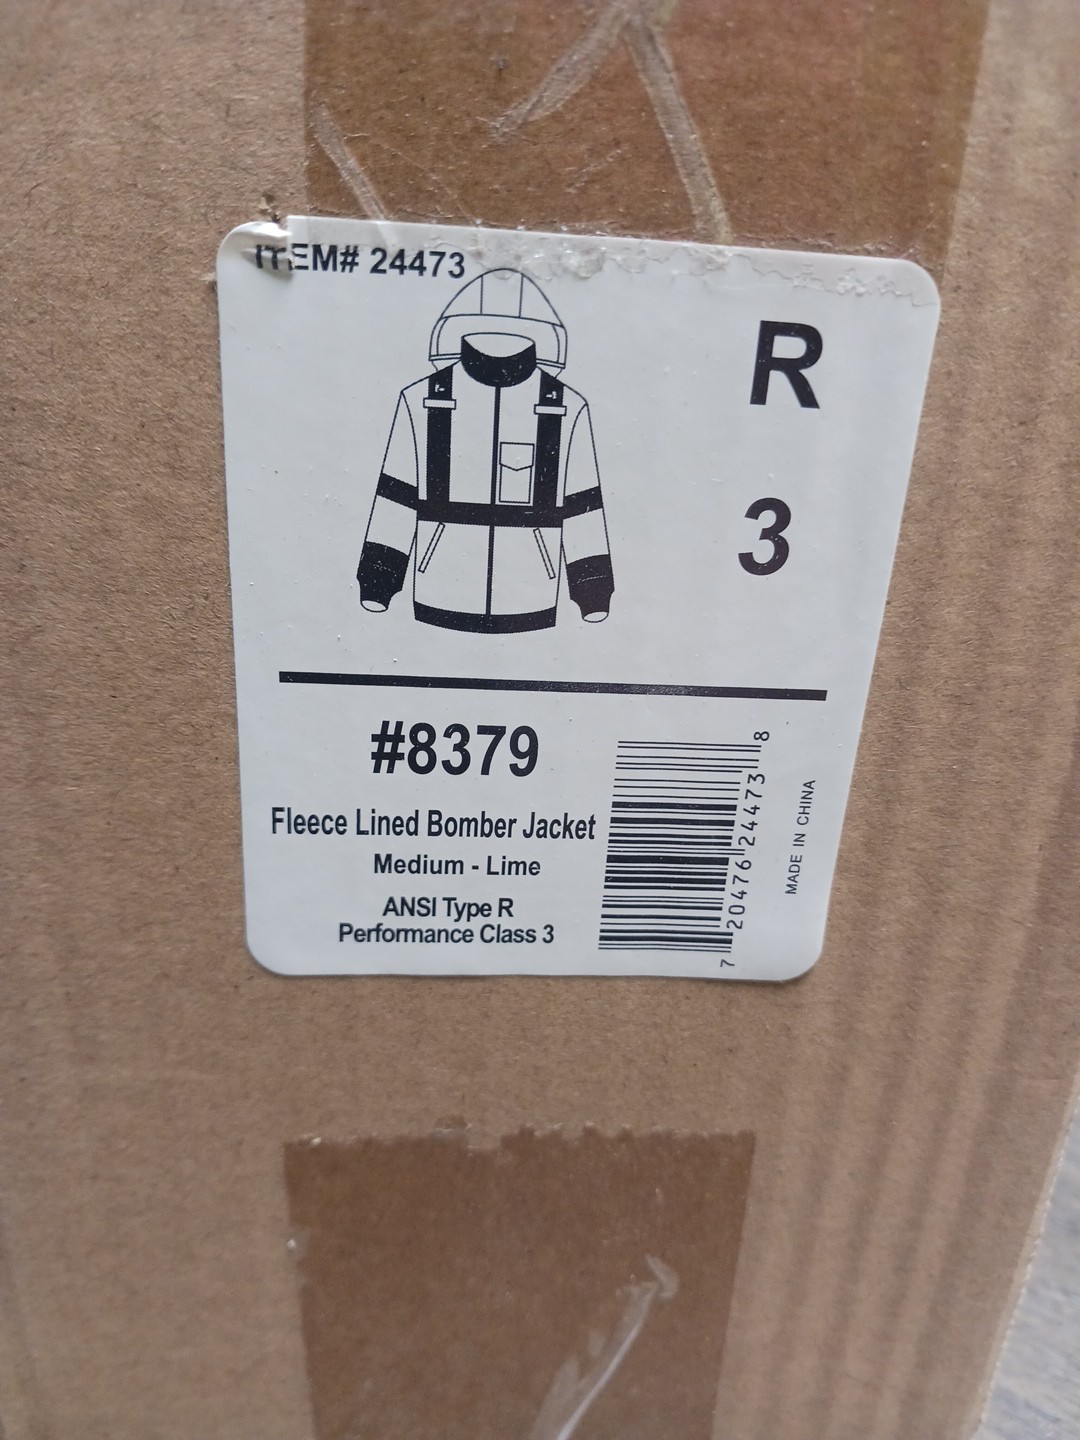 ITEM# 24473
R
3
#8379
Fleece Lined Bomber Jacket
Medium - Lime
ANSI Type R
Performance Class 3
7 20476 24473 8
MADE IN CHINA